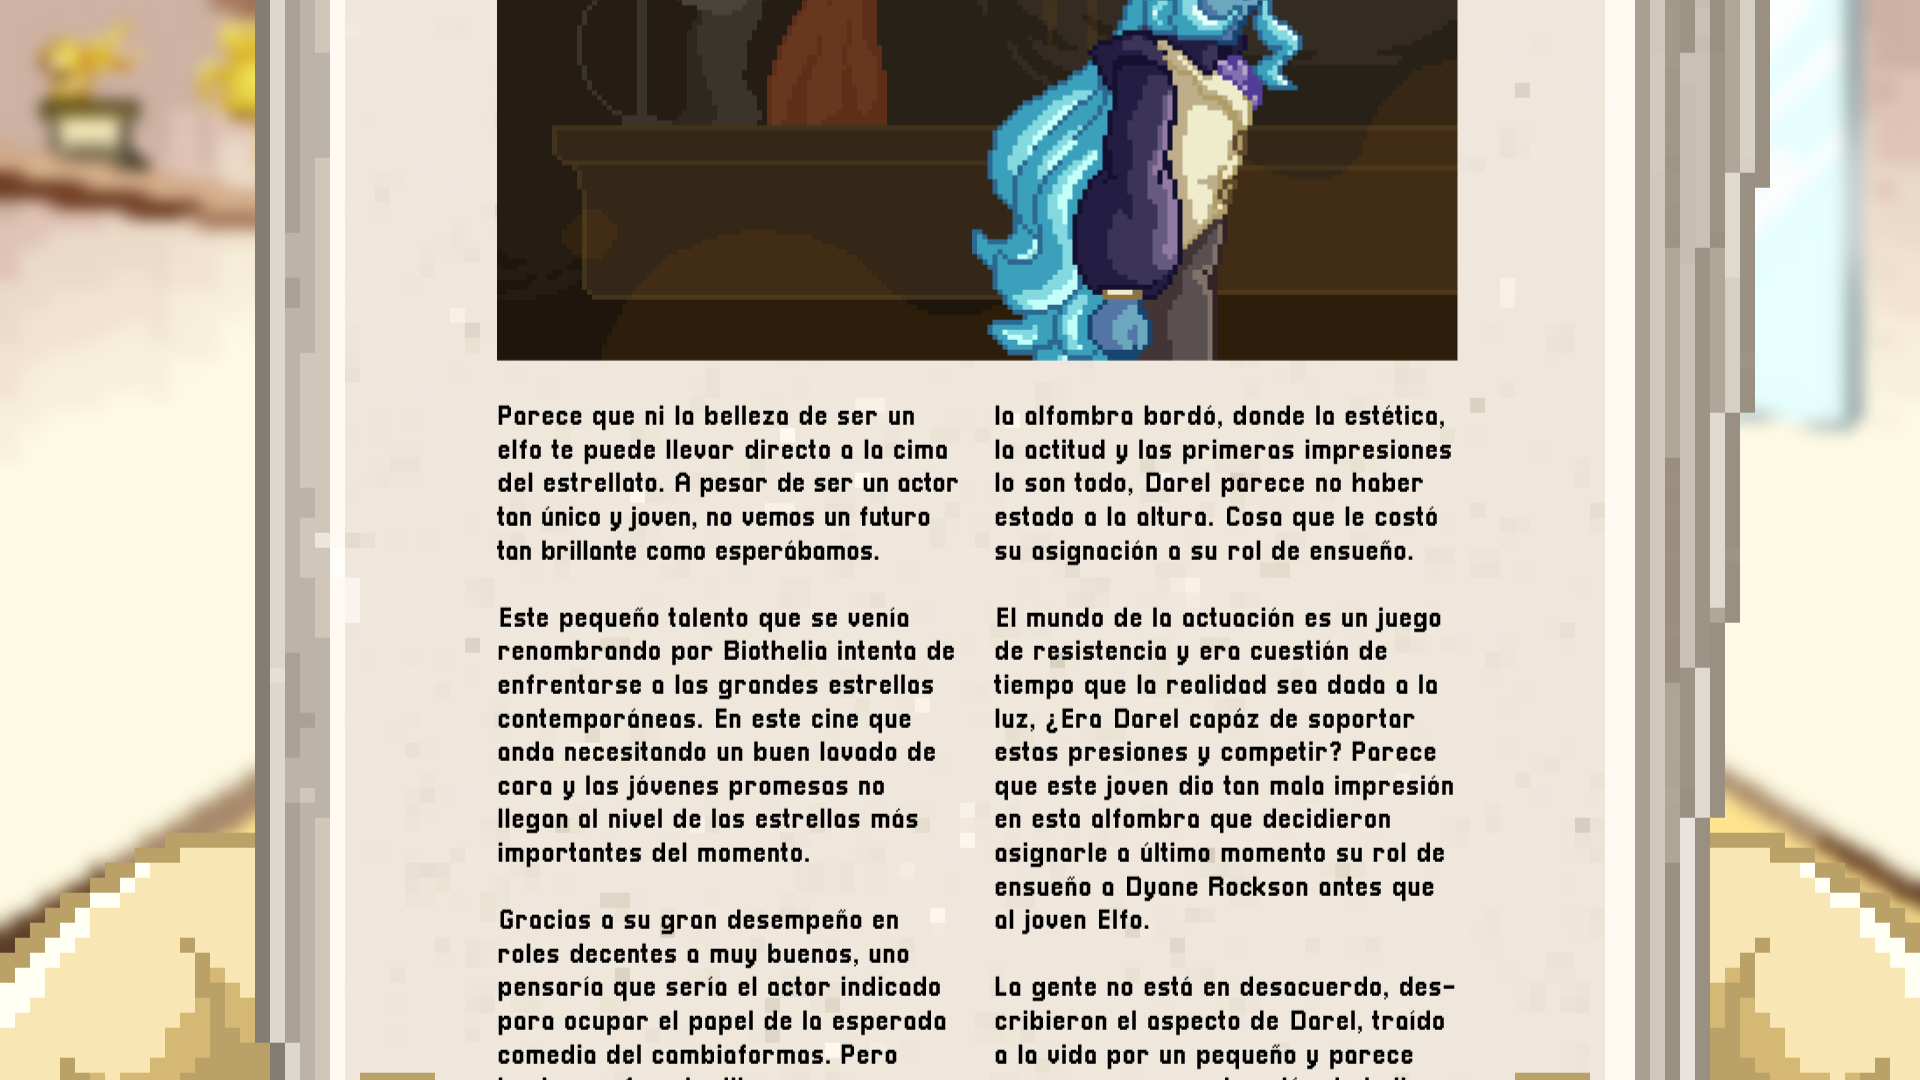 Parece que ni la belleza de ser un
elfo te puede llevar directo a la cima
del estrellato. A pesar de ser un actor
tan único y joven, no vemos un futuro
tan brillante como esperábamos.
Este pequeño talento que se venía
renombrando por Biothelia intenta de
enfrentarse a las grandes estrellas
contemporáneas. En este cine que
anda necesitando un buen lavado de
cara y las jóvenes promesas no
llegan al nivel de las estrellas más
importantes del momento.
Gracias a su gran desempeño en
roles decentes a muy buenos, uno
pensaría que sería el actor indicado
para ocupar el papel de la esperada
comedia del cambiaformas. Pero
la alfombra bordó, donde la estética,
la actitud y las primeras impresiones
lo son todo, Darel parece no haber
estado a la altura. Cosa que le costó
su asignación a su rol de ensueño.
El mundo de la actuación es un juego
de resistencia y era cuestión de
tiempo que la realidad sea dada a la
luz, ¿Era Darel capáz de soportar
estas presiones y competir? Parece
que este joven dio tan mala impresión
en esta alfombra que decidieron
asignarle a último momento su rol de
ensueño a Dyane Rockson antes que
al joven Elfo.
La gente no está en desacuerdo, des-
cribieron el aspecto de Darel, traído
a la vida por un pequeño y parece